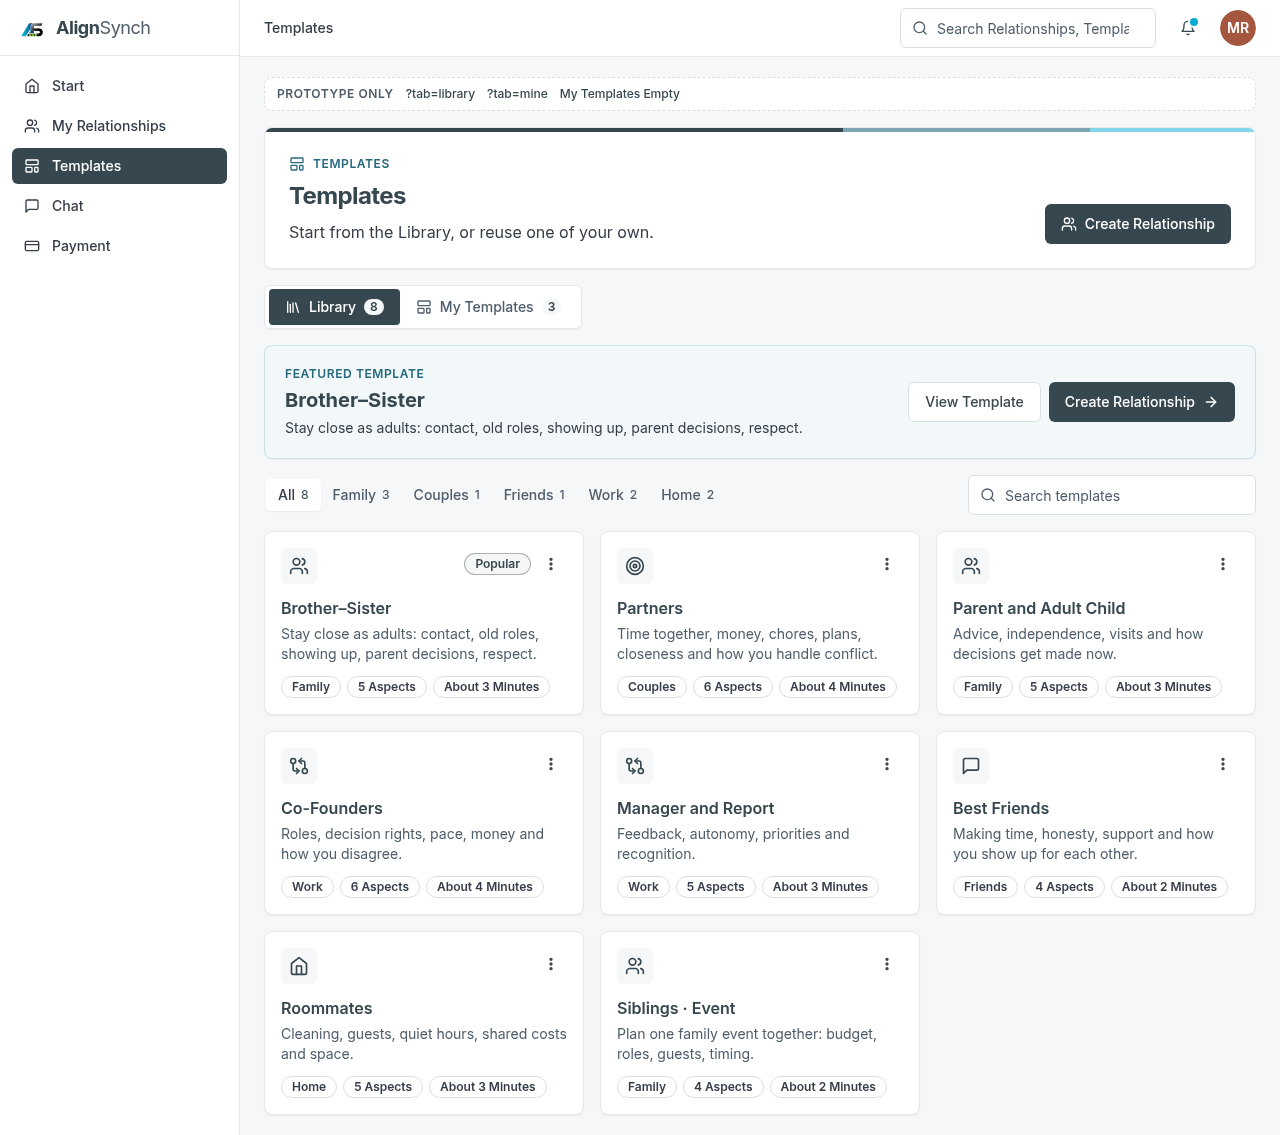 AlignSynch
Templates
Search Relationships, Templa
MR
Start
My Relationships
Templates
Chat
Payment
PROTOTYPE ONLY ?tab=library ?tab=mine My Templates Empty
TEMPLATES
Templates
Start from the Library, or reuse one of your own.
Create Relationship
Library 8 My Templates 3
FEATURED TEMPLATE
Brother–Sister
Stay close as adults: contact, old roles, showing up, parent decisions, respect.
View Template
Create Relationship
All 8 Family 3 Couples 1 Friends 1 Work 2 Home 2
Search templates
Popular
Brother–Sister
Stay close as adults: contact, old roles,
showing up, parent decisions, respect.
Family 5 Aspects About 3 Minutes
Partners
Time together, money, chores, plans,
closeness and how you handle conflict.
Couples 6 Aspects About 4 Minutes
Parent and Adult Child
Advice, independence, visits and how
decisions get made now.
Family 5 Aspects About 3 Minutes
Co-Founders
Roles, decision rights, pace, money and
how you disagree.
Work 6 Aspects About 4 Minutes
Manager and Report
Feedback, autonomy, priorities and
recognition.
Work 5 Aspects About 3 Minutes
Best Friends
Making time, honesty, support and how
you show up for each other.
Friends 4 Aspects About 2 Minutes
Roommates
Cleaning, guests, quiet hours, shared costs
and space.
Home 5 Aspects About 3 Minutes
Siblings · Event
Plan one family event together: budget,
roles, guests, timing.
Family 4 Aspects About 2 Minutes